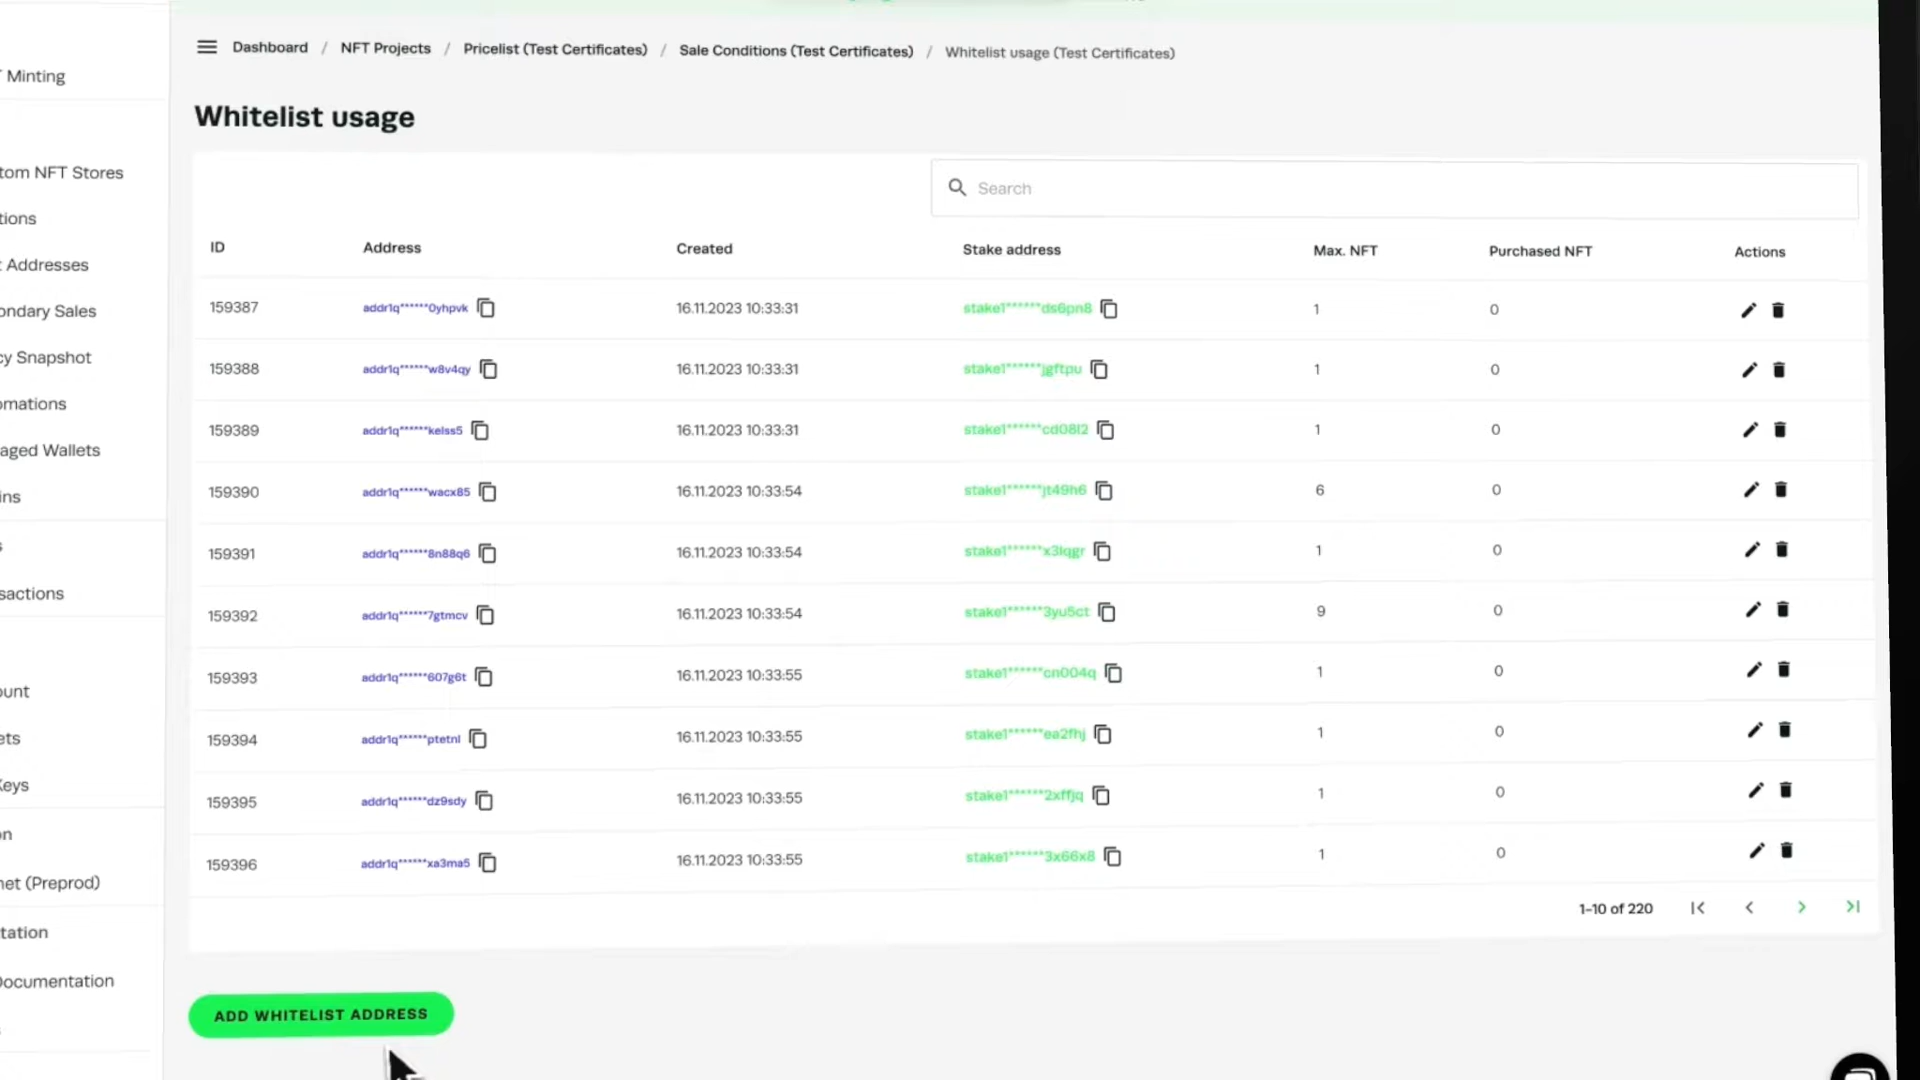 Dashboard / NFT Projects / Pricelist (Test Certificates) / Sale Conditions (Test Certificates) / Whitelist usage (Test Certificates)
Minting
tom NFT Stores
tions
Addresses
ondary Sales
cy Snapshot
omations
aged Wallets
ins
s
sactions
ount
ets
Keys
on
net (Preprod)
tation
Documentation
Whitelist usage
Search
ID Address Created Stake address Max. NFT Purchased NFT Actions
159387 addr1q******0yhpvk 16.11.2023 10:33:31 stake1******ds6pn8 1 0
159388 addr1q******w8v4qy 16.11.2023 10:33:31 stake1******jgftpu 1 0
159389 addr1q******kelss5 16.11.2023 10:33:31 stake1******cd08l2 1 0
159390 addr1q******wacx85 16.11.2023 10:33:54 stake1******jt49h6 6 0
159391 addr1q******8n88q6 16.11.2023 10:33:54 stake1******x3lqgr 1 0
159392 addr1q******7gtmcv 16.11.2023 10:33:54 stake1******3yu5ct 9 0
159393 addr1q******607g6t 16.11.2023 10:33:55 stake1******cn004q 1 0
159394 addr1q******ptetnl 16.11.2023 10:33:55 stake1******ea2fhj 1 0
159395 addr1q******dz9sdy 16.11.2023 10:33:55 stake1******2xffjq 1 0
159396 addr1q******xa3ma5 16.11.2023 10:33:55 stake1******3x66x8 1 0
1-10 of 220
ADD WHITELIST ADDRESS